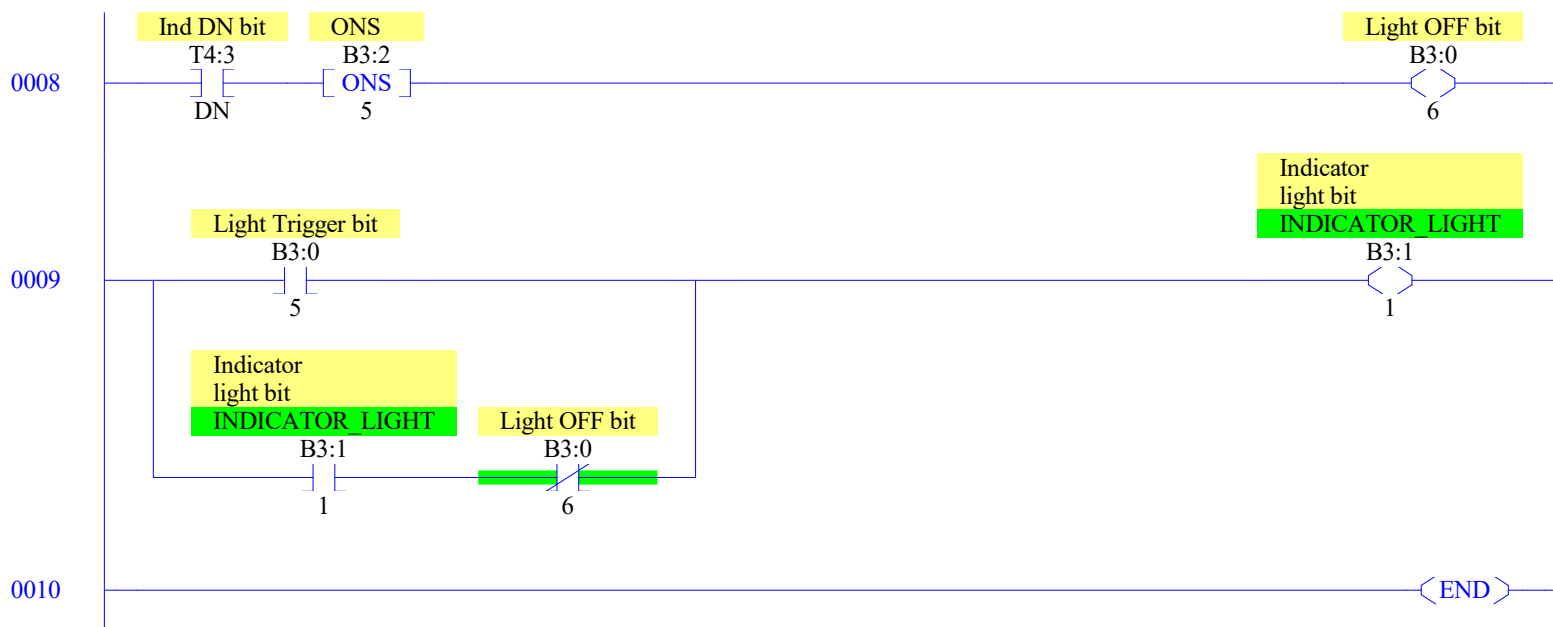 Ind DN bit
ONS
Light OFF bit
T4:3
B3:2
B3:0
0008
ONS
DN
5
6
Indicator
light bit
Light Trigger bit
INDICATOR_LIGHT
B3:0
B3:1
0009
5
1
Indicator
light bit
INDICATOR_LIGHT
Light OFF bit
B3:1
B3:0
1
6
0010
END